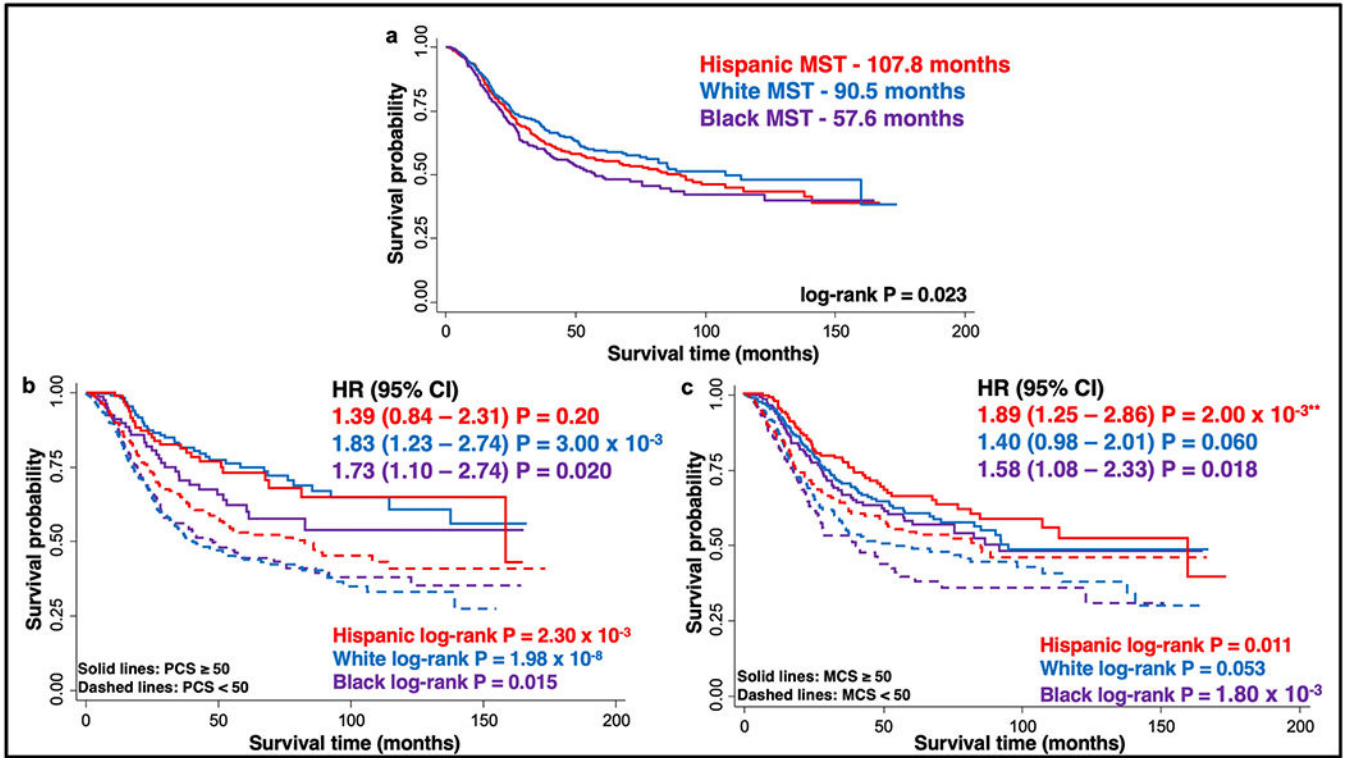 a
1.00
0.75
0.50
0.25
0.00
Survival probability
Hispanic MST - 107.8 months
White MST - 90.5 months
Black MST - 57.6 months
log-rank P = 0.023
0 50 100 150 200
Survival time (months)
b
1.00
0.75
0.50
0.25
0.00
Survival probability
HR (95% CI)
1.39 (0.84 – 2.31) P = 0.20
1.83 (1.23 – 2.74) P = 3.00 x 10⁻³
1.73 (1.10 – 2.74) P = 0.020
Hispanic log-rank P = 2.30 x 10⁻³
White log-rank P = 1.98 x 10⁻⁸
Black log-rank P = 0.015
Solid lines: PCS ≥ 50
Dashed lines: PCS < 50
0 50 100 150 200
Survival time (months)
c
1.00
0.75
0.50
0.25
0.00
Survival probability
HR (95% CI)
1.89 (1.25 – 2.86) P = 2.00 x 10⁻³**
1.40 (0.98 – 2.01) P = 0.060
1.58 (1.08 – 2.33) P = 0.018
Hispanic log-rank P = 0.011
White log-rank P = 0.053
Black log-rank P = 1.80 x 10⁻³
Solid lines: MCS ≥ 50
Dashed lines: MCS < 50
0 50 100 150 200
Survival time (months)